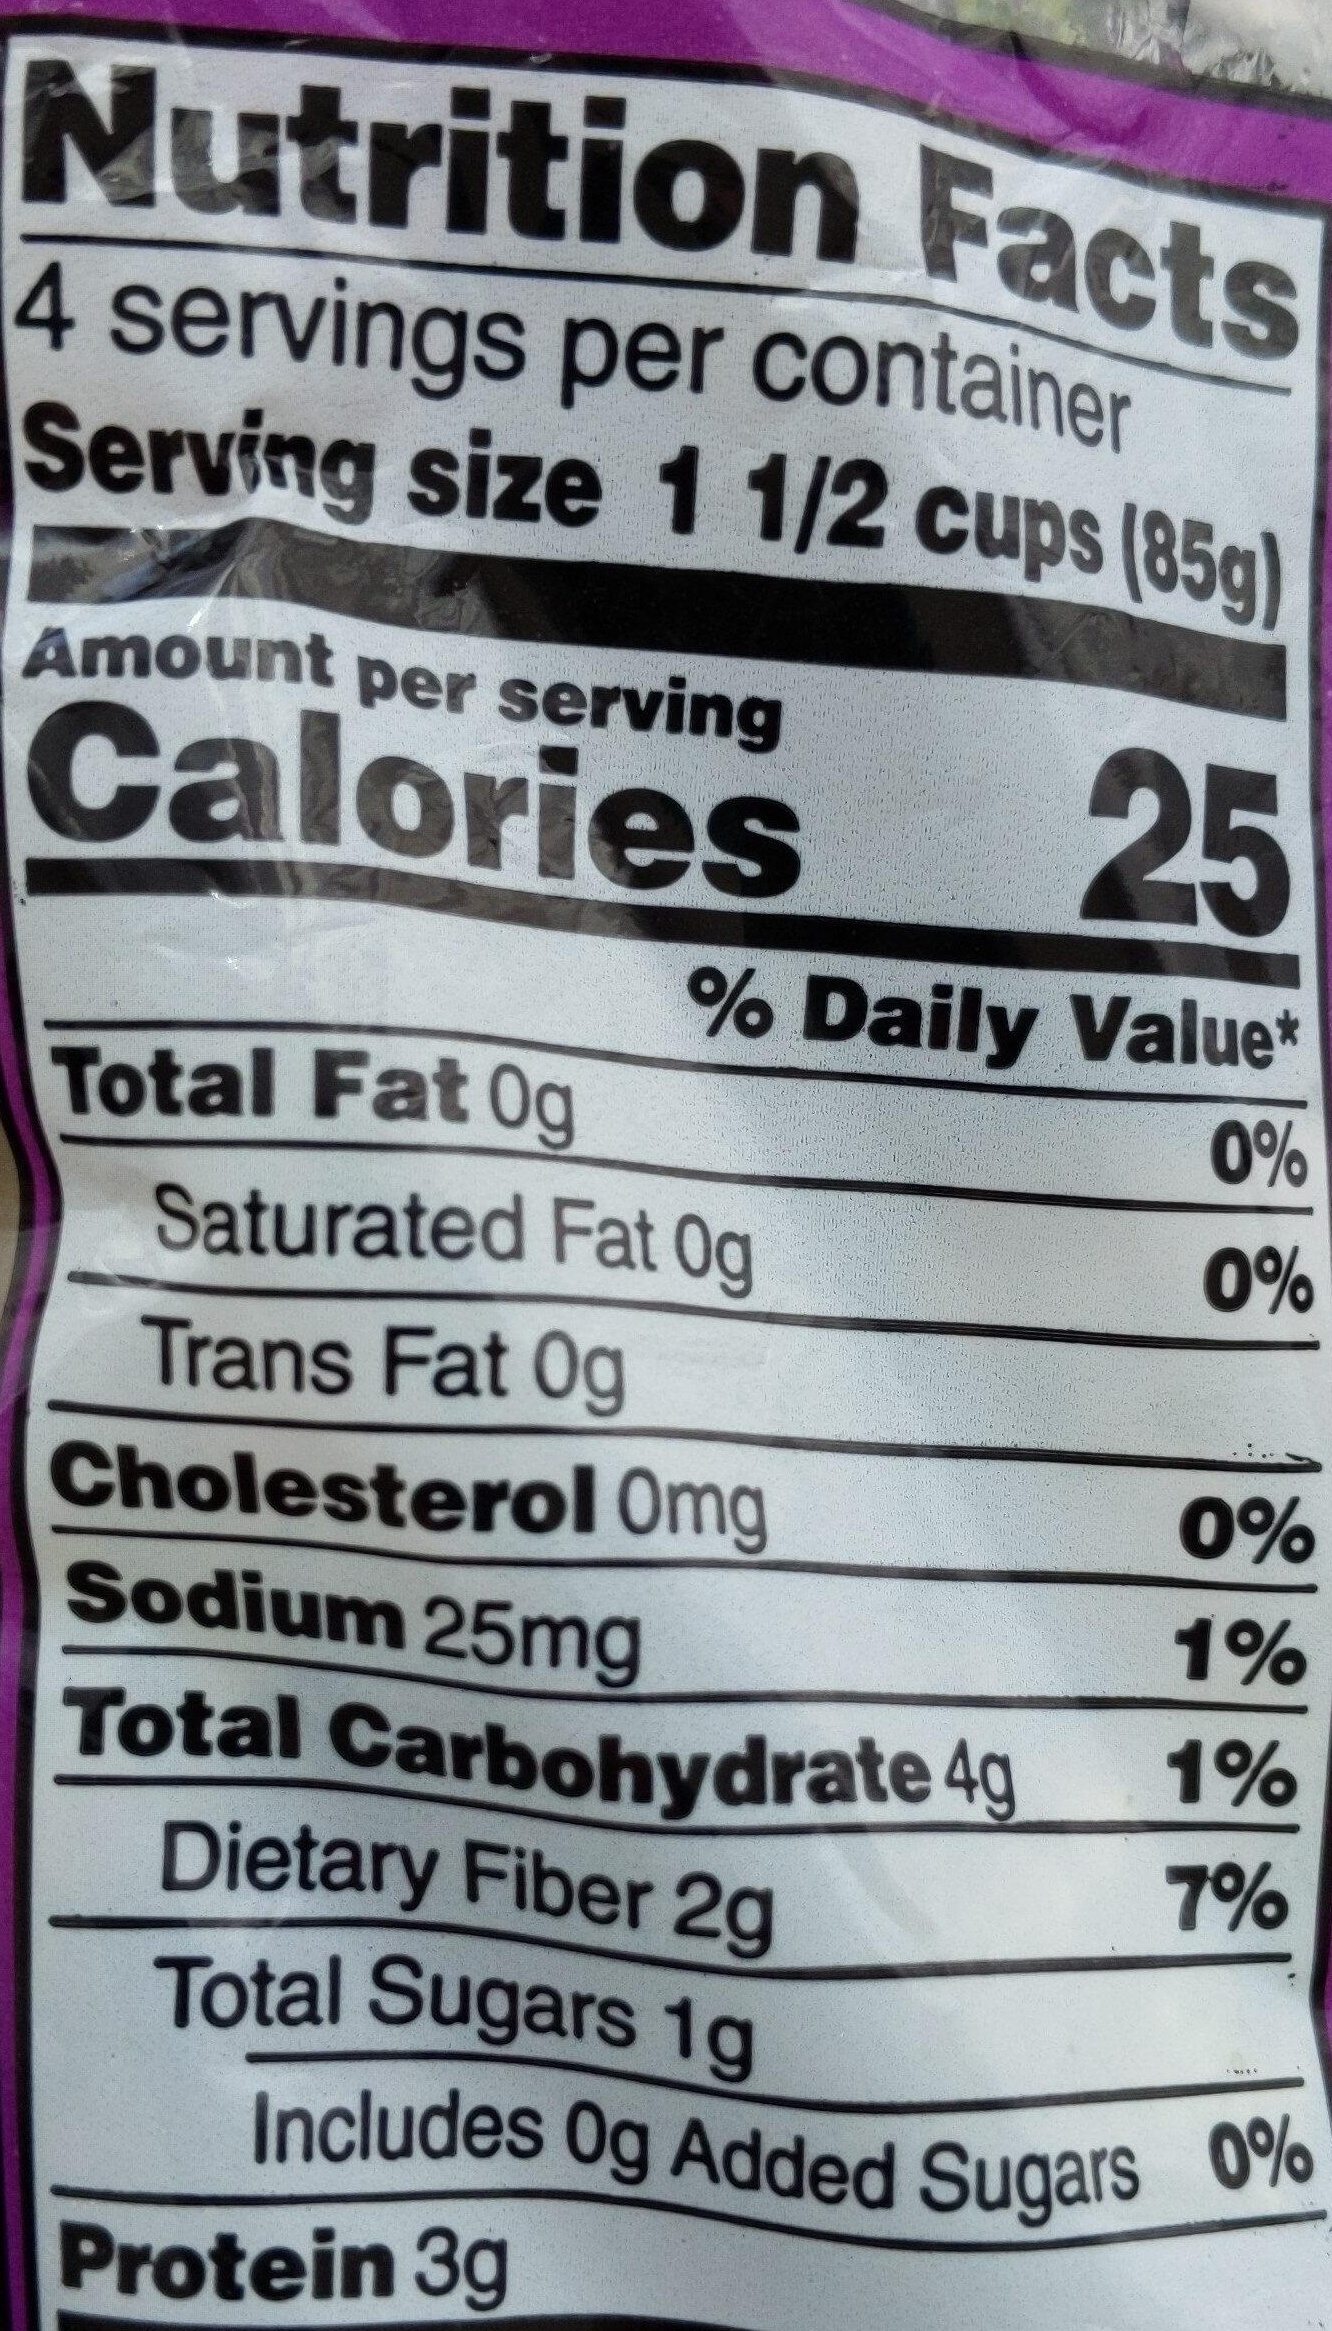 Nutrition Facts
4 servings per container
Serving size 1 1/2 cups (85g)
Amount per serving
Calories 25
% Daily Value*
Total Fat 0g 0%
Saturated Fat 0g 0%
Trans Fat 0g
Cholesterol 0mg 0%
Sodium 25mg 1%
Total Carbohydrate 4g 1%
Dietary Fiber 2g 7%
Total Sugars 1g
Includes 0g Added Sugars 0%
Protein 3g